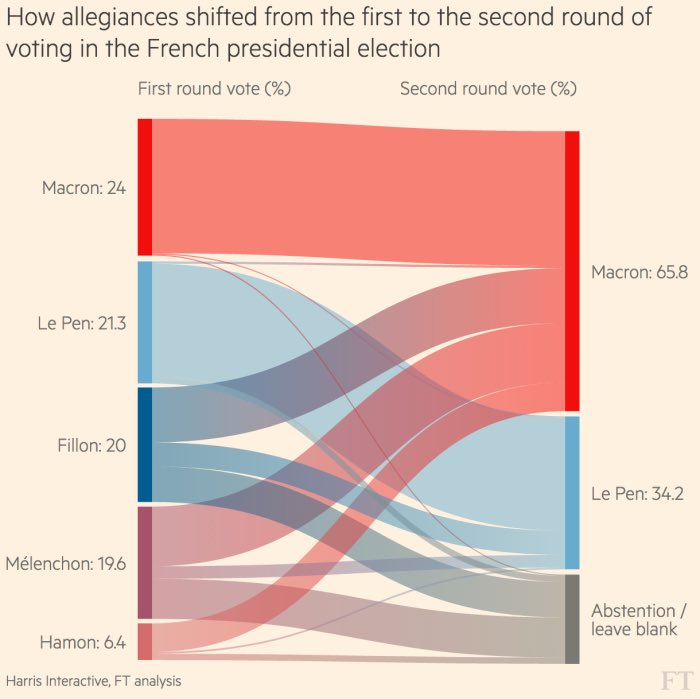 How allegiances shifted from the first to the second round of
voting in the French presidential election
First round vote (%)
Second round vote (%)
Macron: 24
Le Pen: 21.3
Fillon: 20
Mélenchon: 19.6
Hamon: 6.4
Macron: 65.8
Le Pen: 34.2
Abstention /
leave blank
Harris Interactive, FT analysis
FT